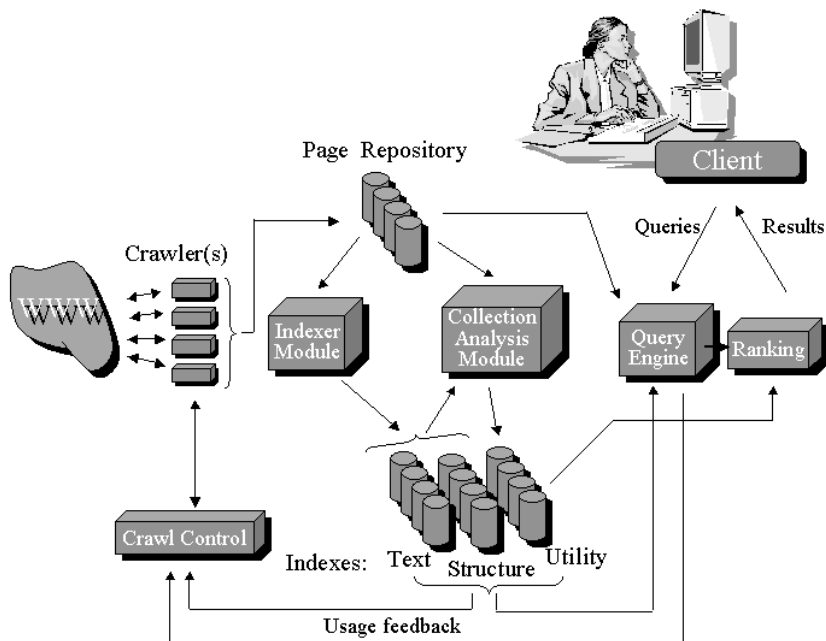 Page Repository
Client
Queries
Results
Crawler(s)
WWW
Indexer
Module
Collection
Analysis
Module
Query
Engine
Ranking
Crawl Control
Indexes:
Text
Structure
Utility
Usage feedback